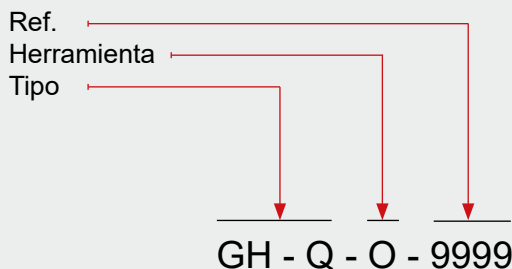 Ref.
Herramienta
Tipo
GH - Q - O - 9999